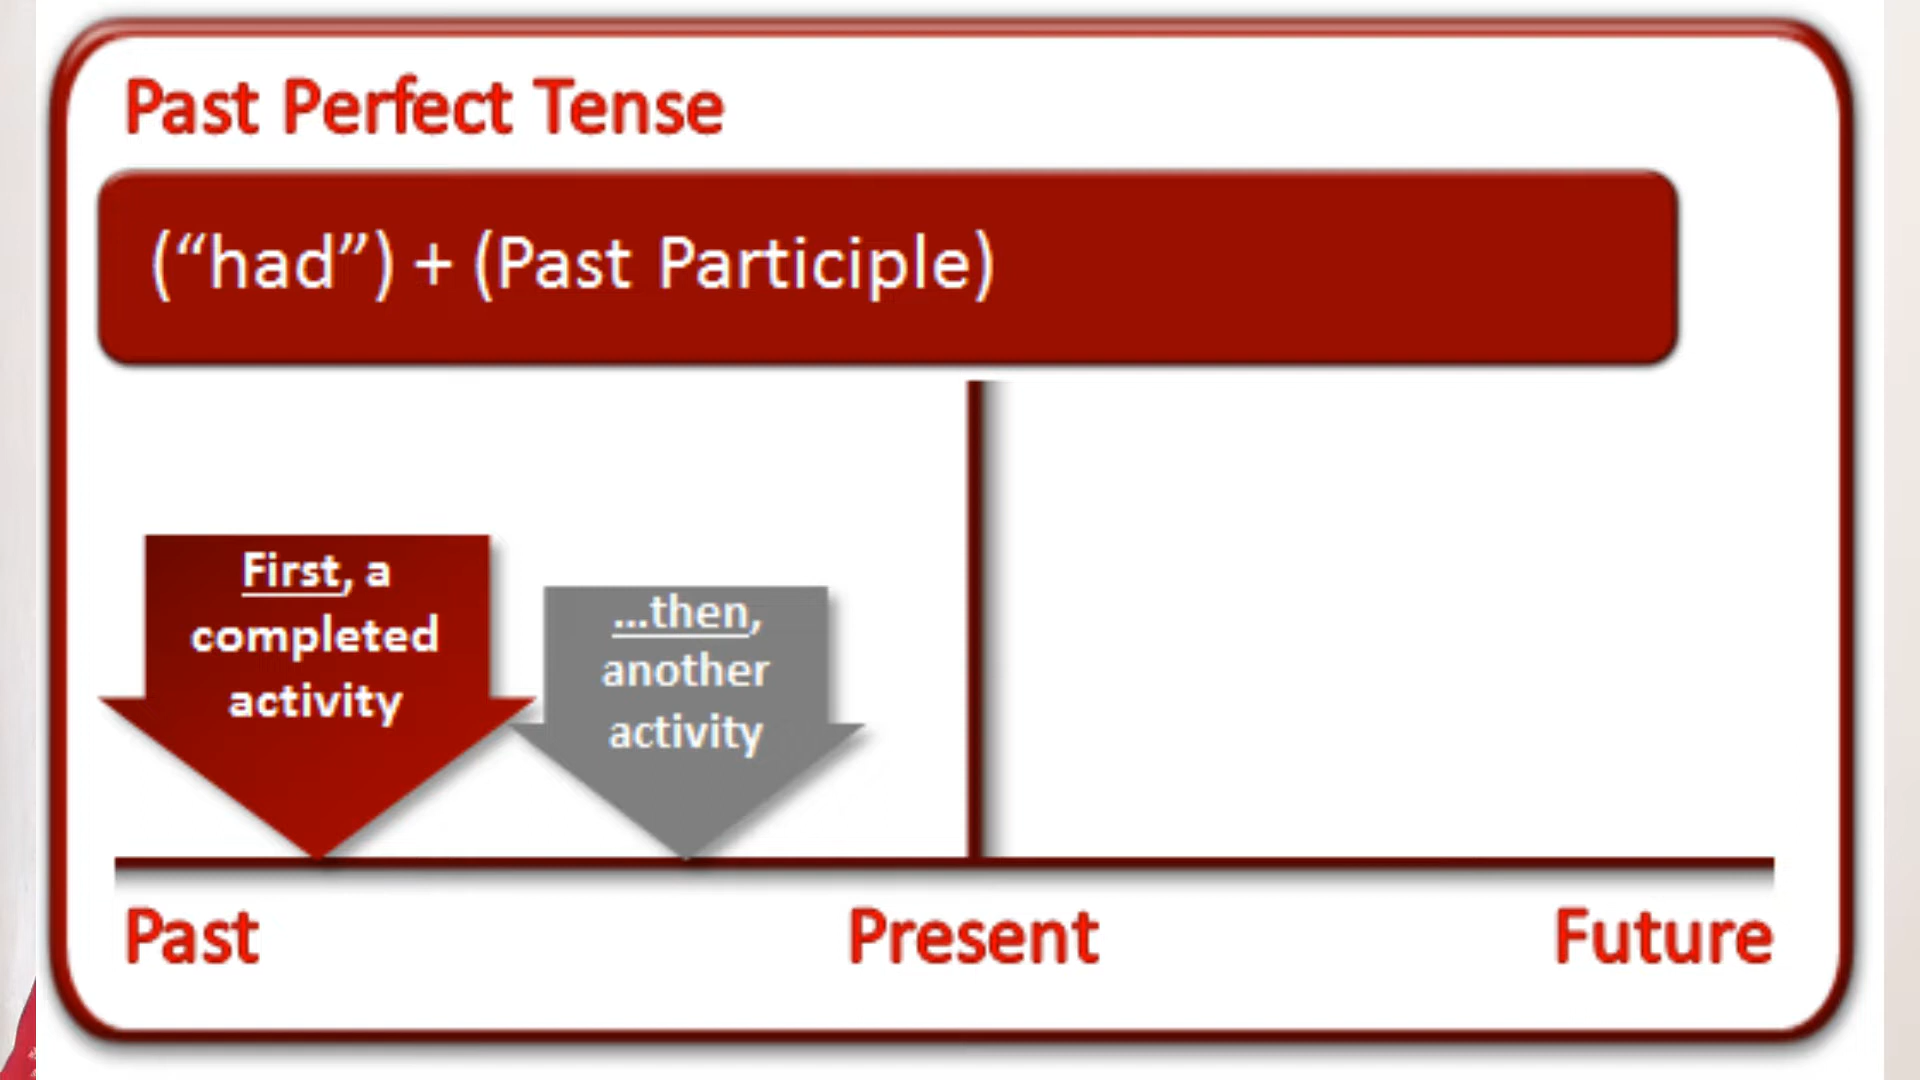 Past Perfect Tense
(“had”) + (Past Participle)
First, a
completed
activity
...then,
another
activity
Past
Present
Future